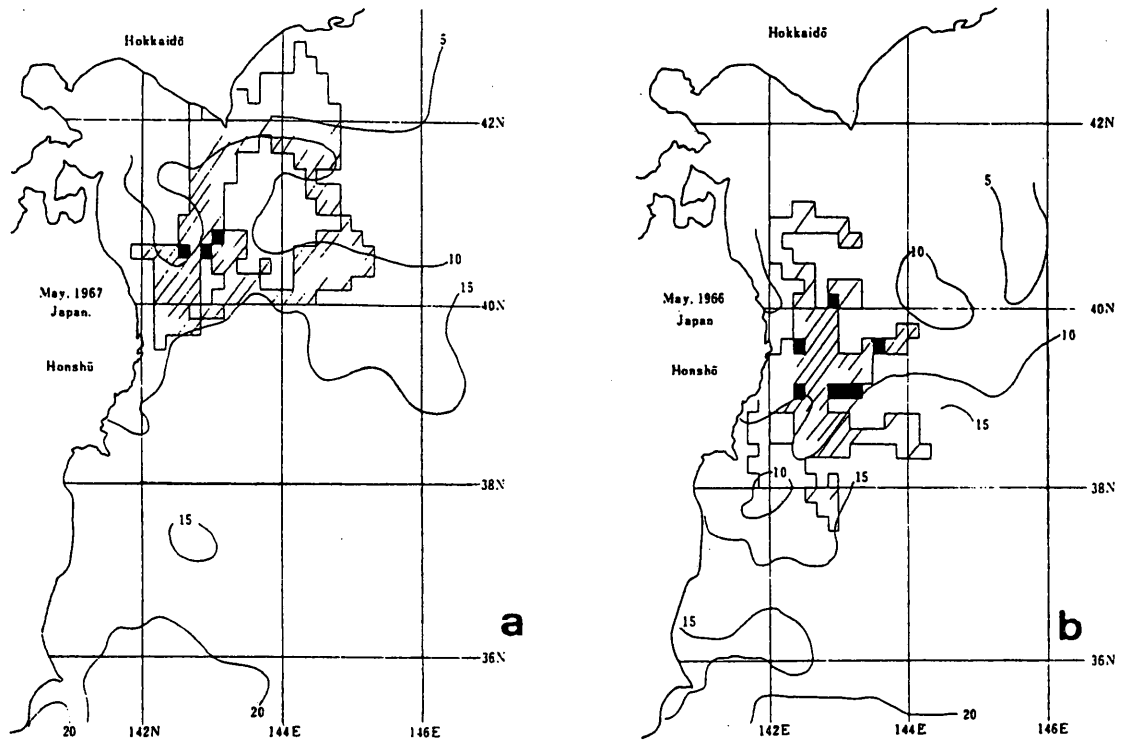 Hokkaidō
5
42N
10
May, 1967
Japan.
15
40N
Honshū
38N
15
a
36N
20
20
142N
144E
146E
Hokkaidō
42N
5
10
May, 1966
Japan
40N
10
Honshō
15
10
38N
15
15
b
36N
20
142E
144E
146E